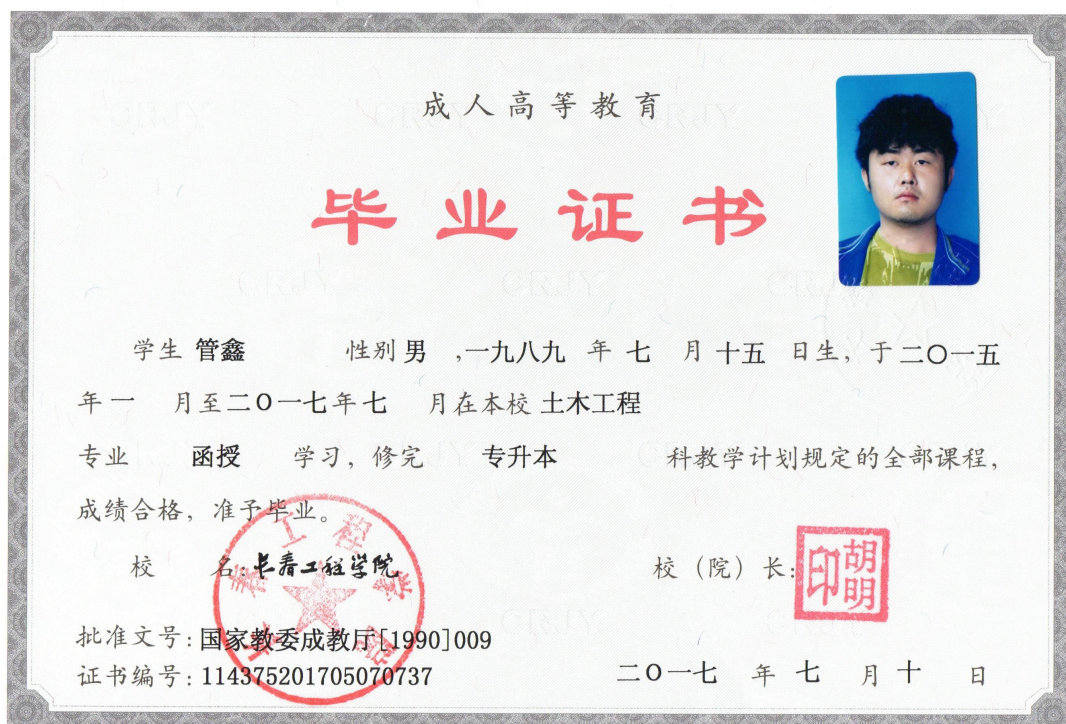 成人高等教育
毕业证书
学生 管鑫 性别 男 ,一九八九 年 七 月 十五 日生，于 二〇一五
年 一 月至 二〇一七 年 七 月在本校 土木工程
专业 函授 学习，修完 专升本 科教学计划规定的全部课程，
成绩合格，准予毕业。
校 名:长春工程学院 校（院）长:
胡明印
长春工程学院
批准文号:国家教委成教厅[1990]009
证书编号:114375201705070737
二〇一七 年 七 月 十 日